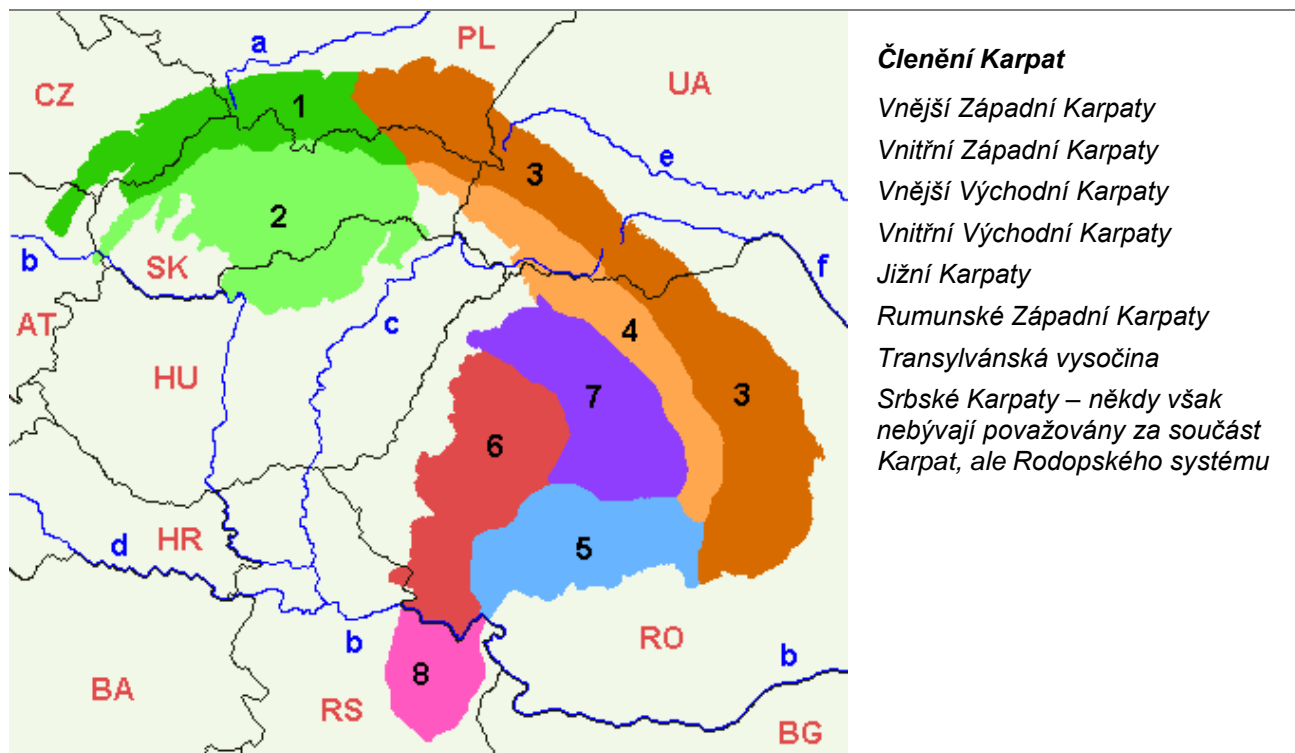 a
PL
UA
CZ
1
e
3
2
b
SK
f
AT
c
4
HU
7
3
6
5
d
HR
b
RO
b
8
BA
RS
BG
Členění Karpat
Vnější Západní Karpaty
Vnitřní Západní Karpaty
Vnější Východní Karpaty
Vnitřní Východní Karpaty
Jižní Karpaty
Rumunské Západní Karpaty
Transylvánská vysočina
Srbské Karpaty – někdy však
nebývají považovány za součást
Karpat, ale Rodopského systému